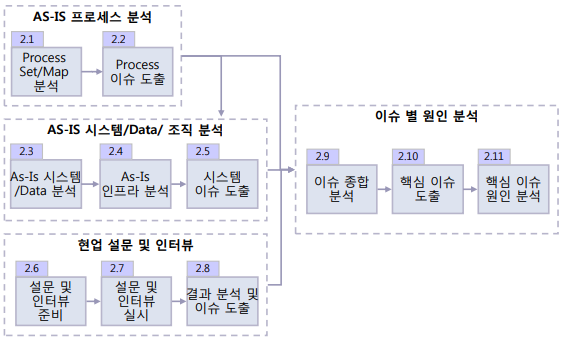 AS-IS 프로세스 분석
2.1
Process
Set/Map
분석
2.2
Process
이슈 도출
AS-IS 시스템/Data/ 조직 분석
2.3
As-Is 시스템
/Data 분석
2.4
As-Is
인프라 분석
2.5
시스템
이슈 도출
현업 설문 및 인터뷰
2.6
설문 및
인터뷰
준비
2.7
설문 및
인터뷰
실시
2.8
결과 분석 및
이슈 도출
이슈 별 원인 분석
2.9
이슈 종합
분석
2.10
핵심 이슈
도출
2.11
핵심 이슈
원인 분석